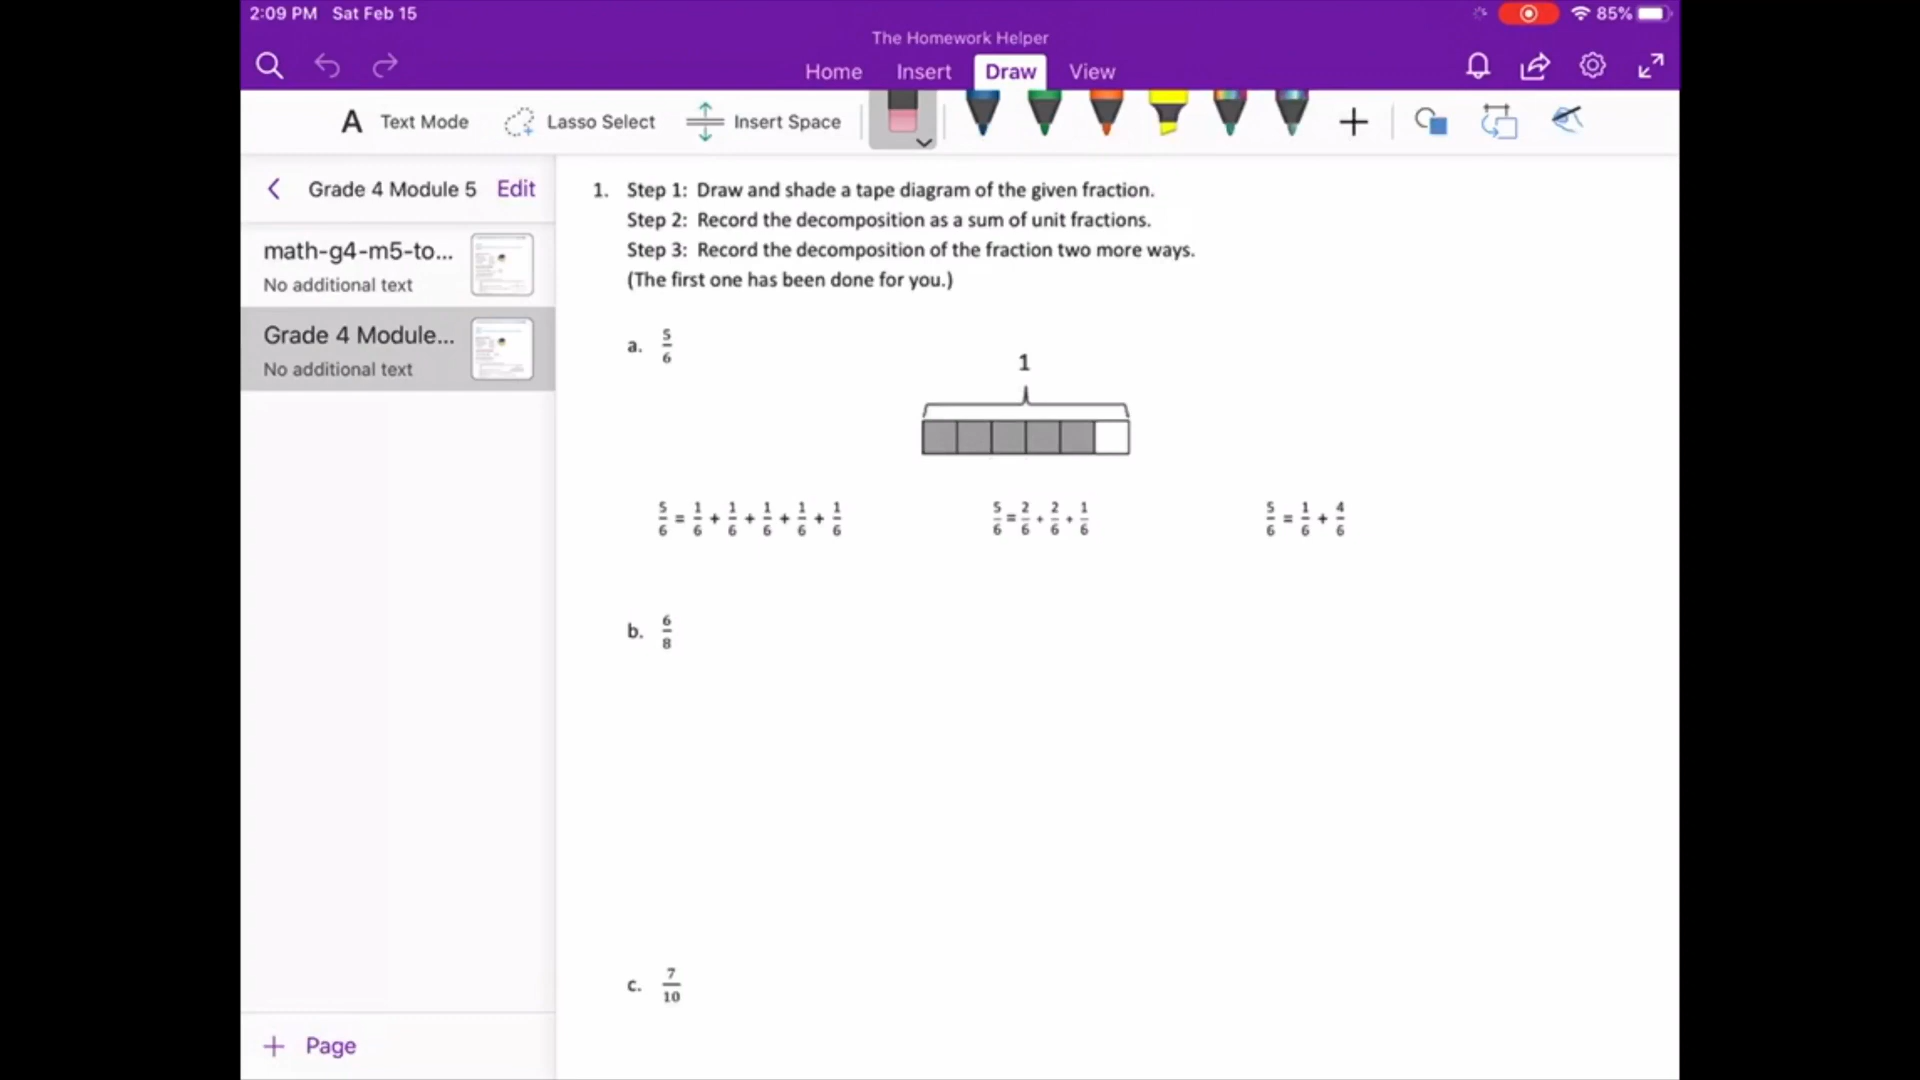 2:09 PM Sat Feb 15
85%
The Homework Helper
Home Insert Draw View
A Text Mode Lasso Select Insert Space
Grade 4 Module 5 Edit
math-g4-m5-to...
No additional text
Grade 4 Module...
No additional text
+ Page
1. Step 1: Draw and shade a tape diagram of the given fraction.
Step 2: Record the decomposition as a sum of unit fractions.
Step 3: Record the decomposition of the fraction two more ways.
(The first one has been done for you.)
a. 5/6
1
5/6 = 1/6 + 1/6 + 1/6 + 1/6 + 1/6
5/6 = 2/6 + 2/6 + 1/6
5/6 = 1/6 + 4/6
b. 6/8
c. 7/10